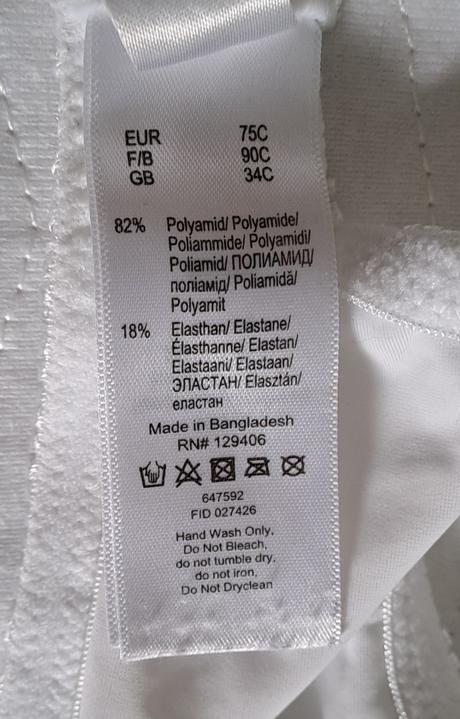 EUR 75C
F/B 90C
GB 34C
82% Polyamid/ Polyamide/
Poliammide/ Polyamidi/
Poliamid/ ПОЛИАМИД/
поліамід/ Poliamidă/
Polyamit
18% Elasthan/ Elastane/
Élasthanne/ Elastan/
Elastaani/ Elastaan/
ЭЛАСТАН/ Elasztán/
еластан
Made in Bangladesh
RN# 129406
647592
FID 027426
Hand Wash Only,
Do Not Bleach,
do not tumble dry,
do not iron,
Do Not Dryclean